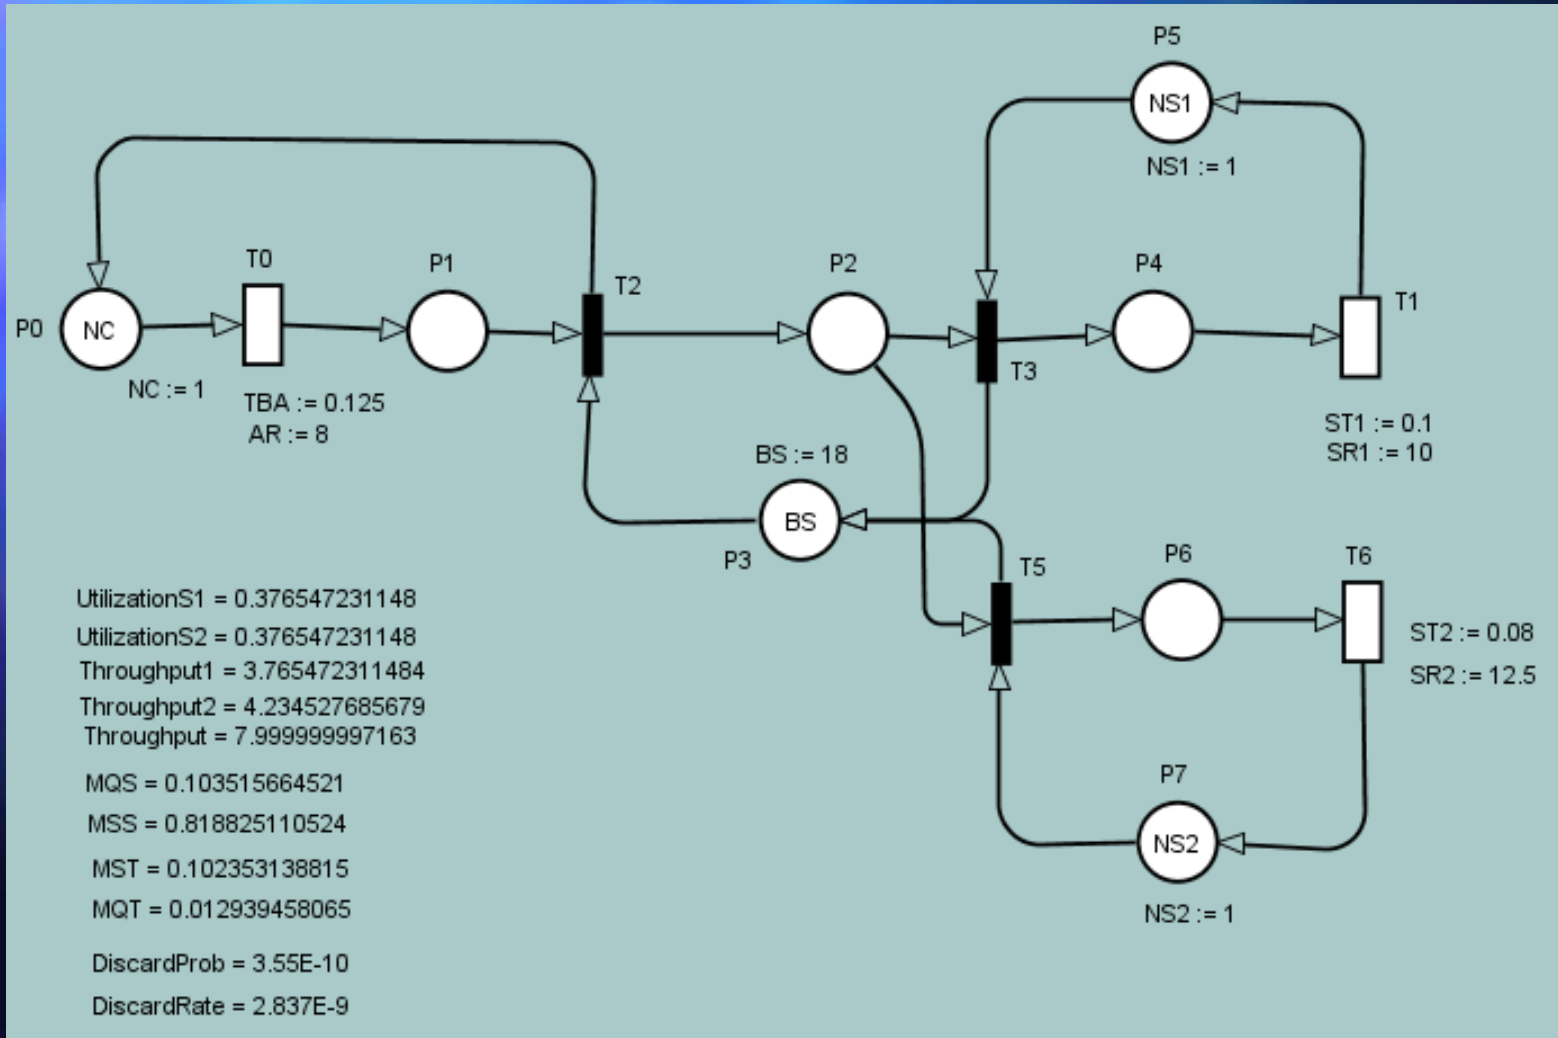 P5
NS1
NS1 := 1
P0
NC
NC := 1
T0
TBA := 0.125
AR := 8
P1
T2
P2
T3
P4
T1
ST1 := 0.1
SR1 := 10
BS := 18
BS
P3
T5
P6
T6
ST2 := 0.08
SR2 := 12.5
P7
NS2
NS2 := 1
UtilizationS1 = 0.376547231148
UtilizationS2 = 0.376547231148
Throughput1 = 3.765472311484
Throughput2 = 4.234527685679
Throughput = 7.999999997163
MQS = 0.103515664521
MSS = 0.818825110524
MST = 0.102353138815
MQT = 0.012939458065
DiscardProb = 3.55E-10
DiscardRate = 2.837E-9